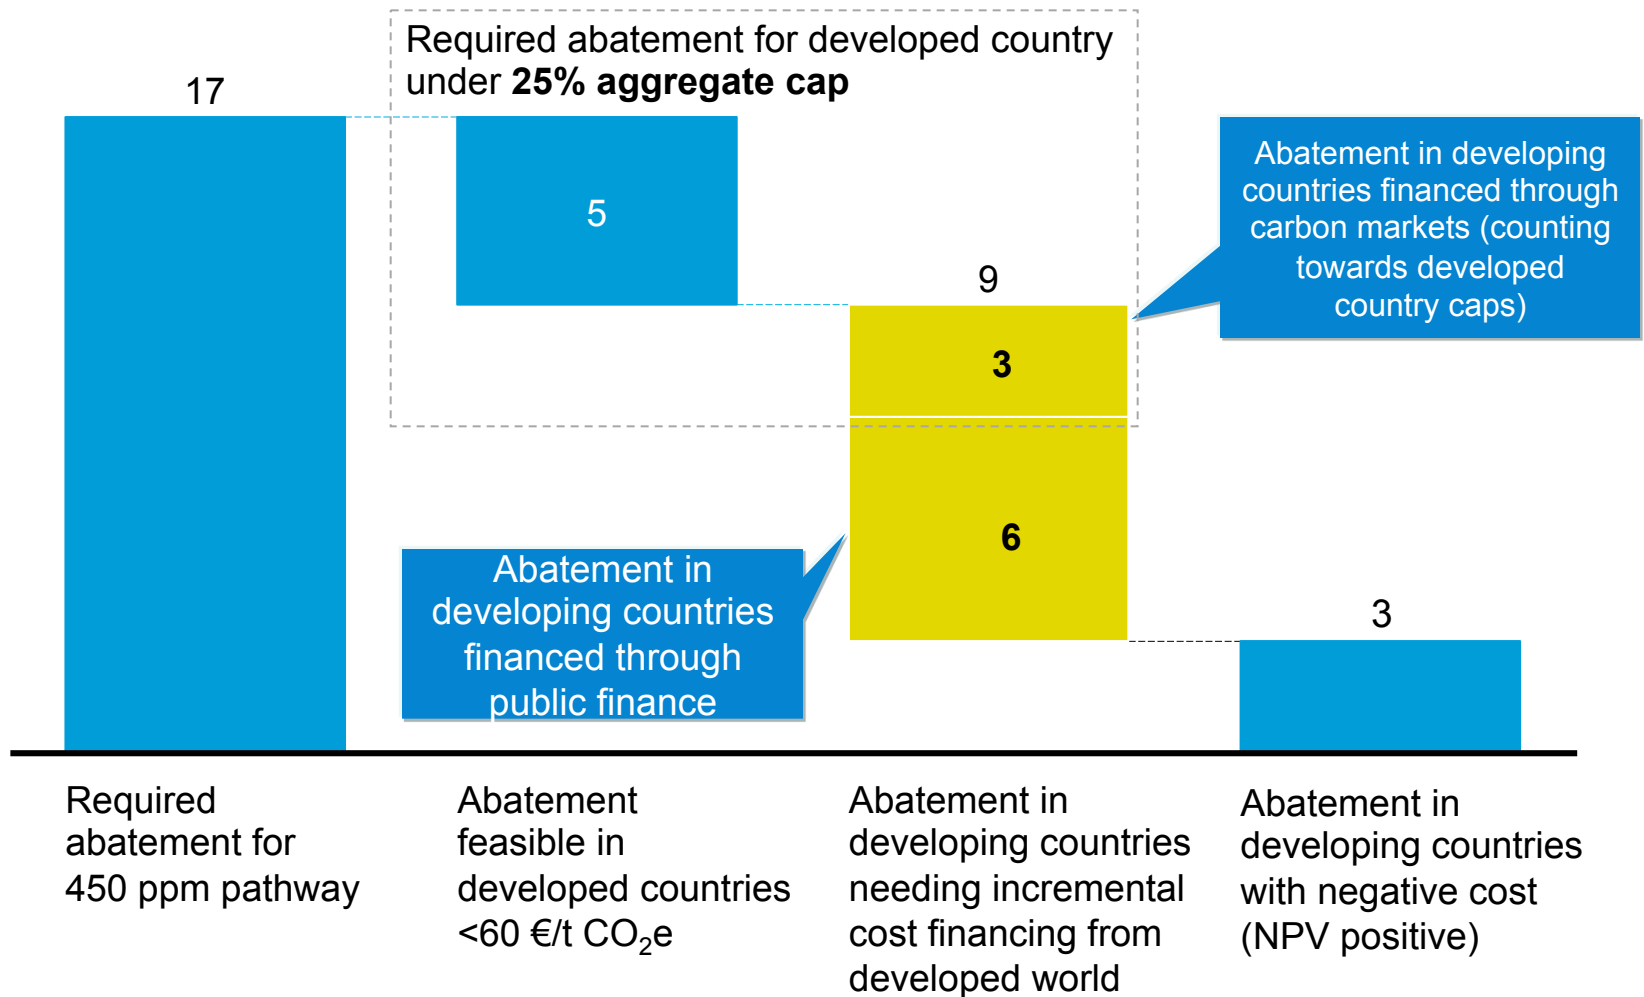 Required abatement for developed country
under 25% aggregate cap
17
5
9
3
6
3
Abatement in developing
countries financed through
carbon markets (counting
towards developed
country caps)
Abatement in
developing countries
financed through
public finance
Required
abatement for
450 ppm pathway
Abatement
feasible in
developed countries
<60 €/t CO₂e
Abatement in
developing countries
needing incremental
cost financing from
developed world
Abatement in
developing countries
with negative cost
(NPV positive)